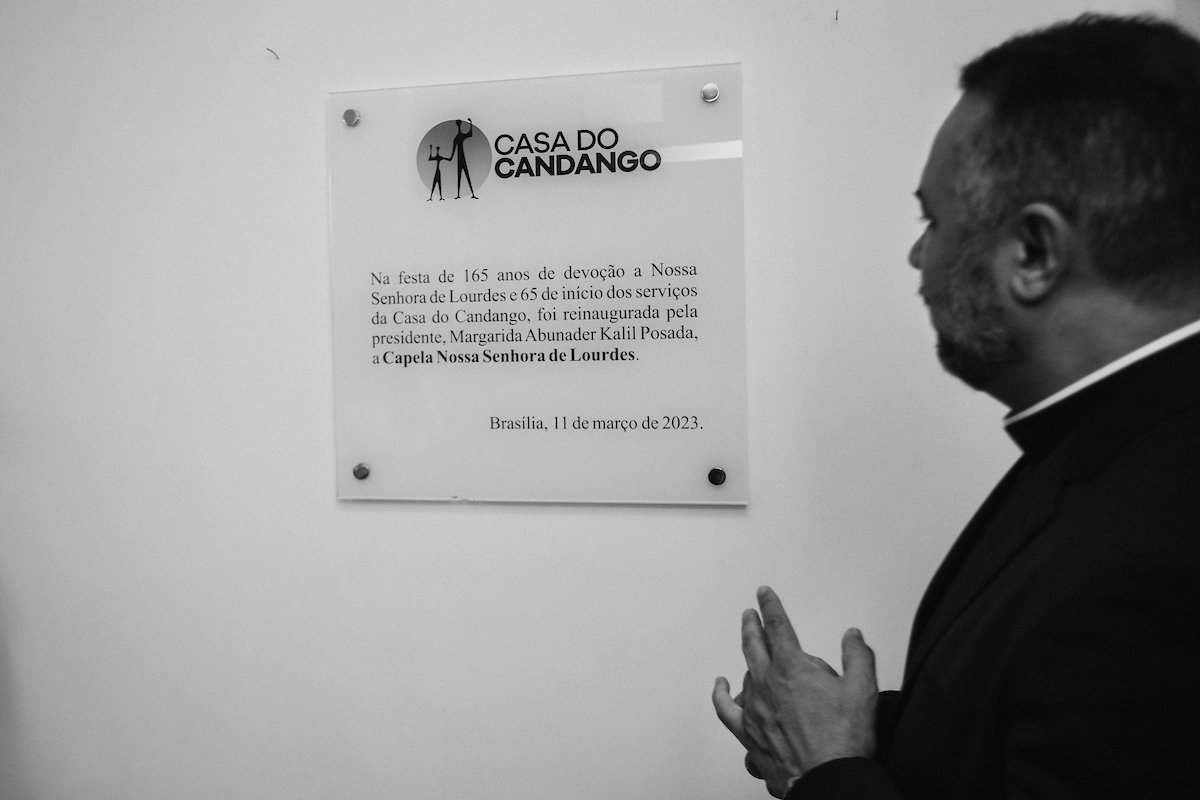 CASA DO
CANDANGO
Na festa de 165 anos de devoção a Nossa
Senhora de Lourdes e 65 de início dos serviços
da Casa do Candango, foi reinaugurada pela
presidente, Margarida Abunader Kalil Posada,
a Capela Nossa Senhora de Lourdes.
Brasília, 11 de março de 2023.